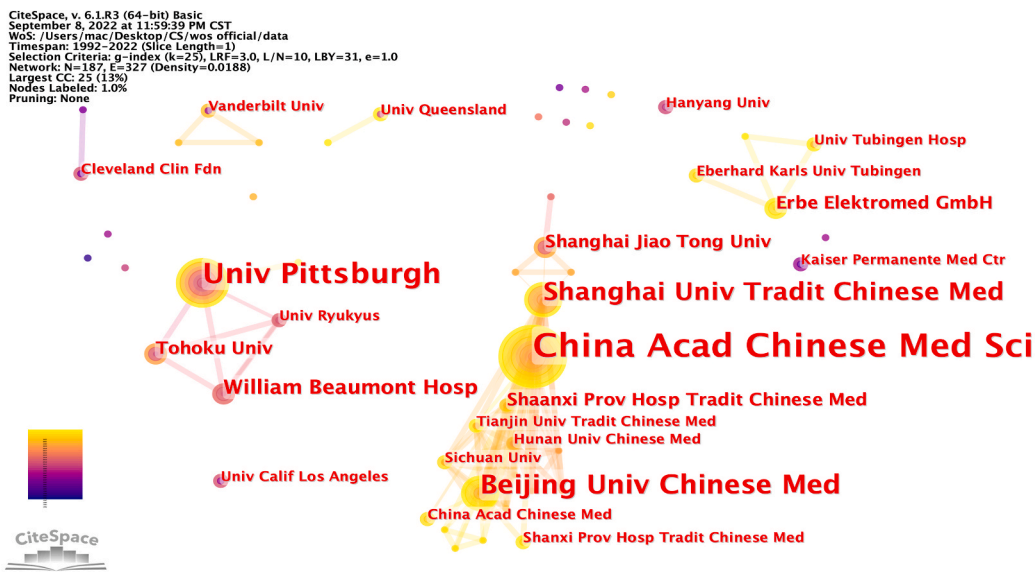 CiteSpace, v. 6.1.R3 (64-bit) Basic
September 8, 2022 at 11:59:39 PM CST
WoS: /Users/mac/Desktop/CS/wos official/data
Timespan: 1992-2022 (Slice Length=1)
Selection Criteria: g-index (k=25), LRF=3.0, L/N=10, LBY=31, e=1.0
Network: N=187, E=327 (Density=0.0188)
Largest CC: 25 (13%)
Nodes Labeled: 1.0%
Pruning: None
Vanderbilt Univ
Univ Queensland
Hanyang Univ
Univ Tubingen Hosp
Cleveland Clin Fdn
Eberhard Karls Univ Tubingen
Erbe Elektromed GmbH
Shanghai Jiao Tong Univ
Kaiser Permanente Med Ctr
Univ Pittsburgh
Shanghai Univ Tradit Chinese Med
Univ Ryukyus
Tohoku Univ
China Acad Chinese Med Sci
William Beaumont Hosp
Shaanxi Prov Hosp Tradit Chinese Med
Tianjin Univ Tradit Chinese Med
Hunan Univ Chinese Med
Sichuan Univ
Univ Calif Los Angeles
Beijing Univ Chinese Med
China Acad Chinese Med
Shanxi Prov Hosp Tradit Chinese Med
CiteSpace